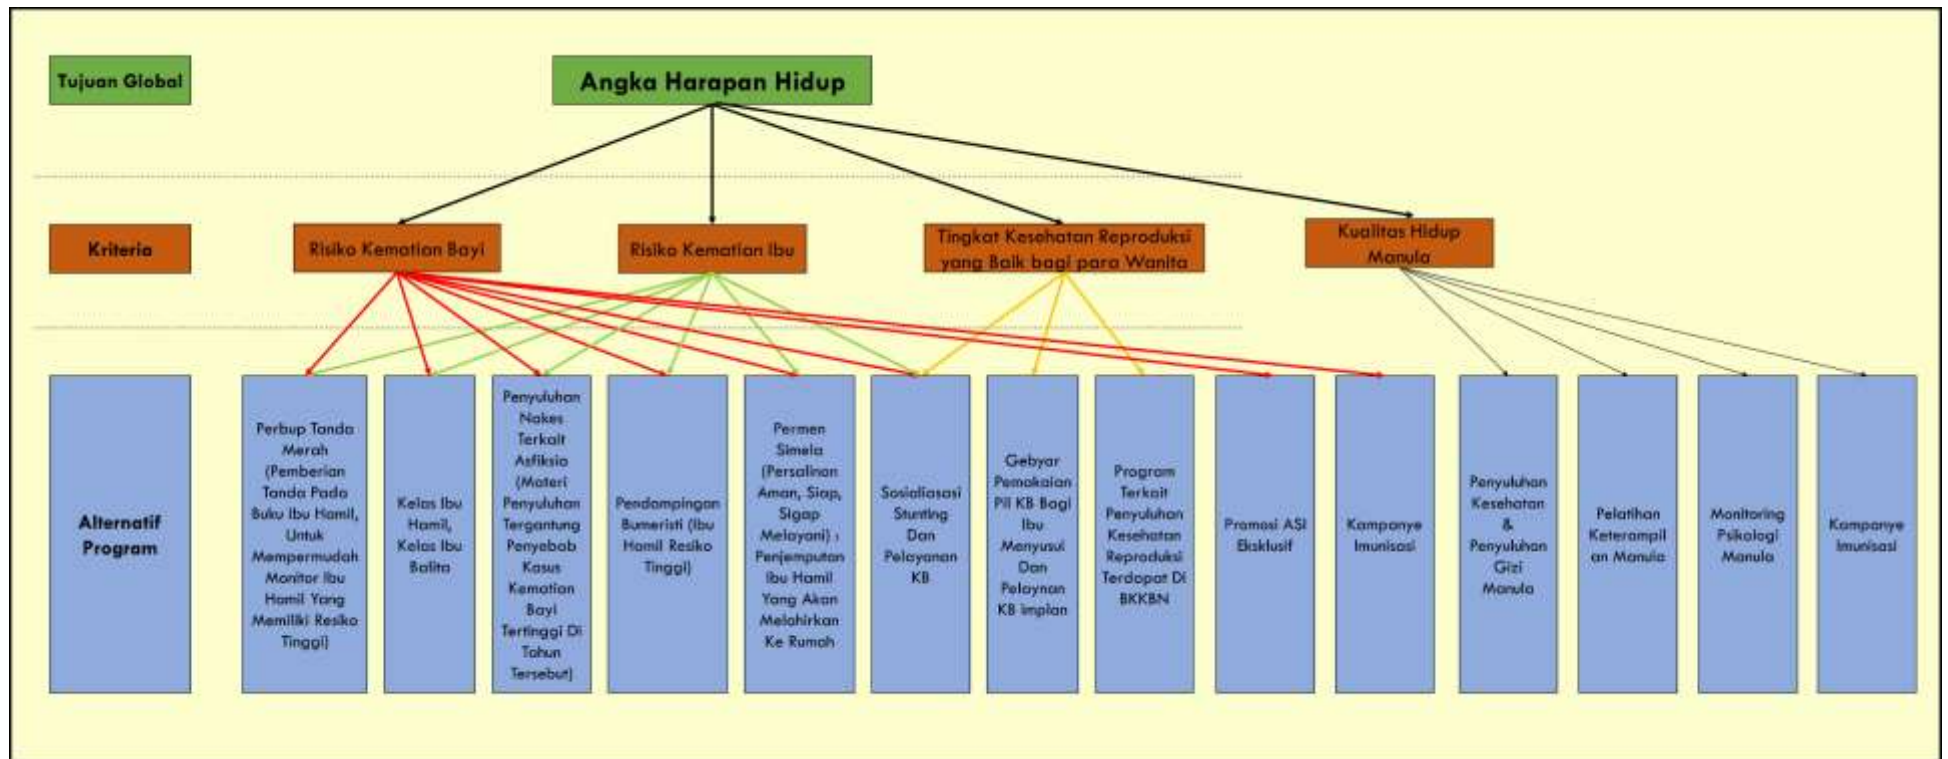 Tujuan Global
Angka Harapan Hidup
Kriteria
Risiko Kematian Bayi
Risiko Kematian Ibu
Tingkat Kesehatan Reproduksi
yang Baik bagi para Wanita
Kualitas Hidup
Manula
Alternatif
Program
Perbup Tanda
Merah
(Pemberian
Tanda Pada
Buku Ibu Hamil,
Untuk
Mempermudah
Monitor Ibu
Hamil Yang
Memiliki Resiko
Tinggi)
Kelas Ibu
Hamil,
Kelas Ibu
Balita
Penyuluhan
Nakes
Terkait
Asfiksia
(Materi
Penyuluhan
Tergantung
Penyebab
Kasus
Kematian
Bayi
Tertinggi Di
Tahun
Tersebut)
Pendampingan
Bumeristi (Ibu
Hamil Resiko
Tinggi)
Permen
Simela
(Persalinan
Aman, Siap,
Sigap
Melayani) :
Penjemputan
Ibu Hamil
Yang Akan
Melahirkan
Ke Rumah
Sosialiasasi
Stunting
Dan
Pelayanan
KB
Gebyar
Pemakaian
Pil KB Bagi
Ibu
Menyusui
Dan
Pelaynan
KB implan
Program
Terkait
Penyuluhan
Kesehatan
Reproduksi
Terdapat Di
BKKBN
Promosi ASI
Eksklusif
Kampanye
Imunisasi
Penyuluhan
Kesehatan
&
Penyuluhan
Gizi
Manula
Pelatihan
Keterampil
an Manula
Monitoring
Psikologi
Manula
Kampanye
Imunisasi